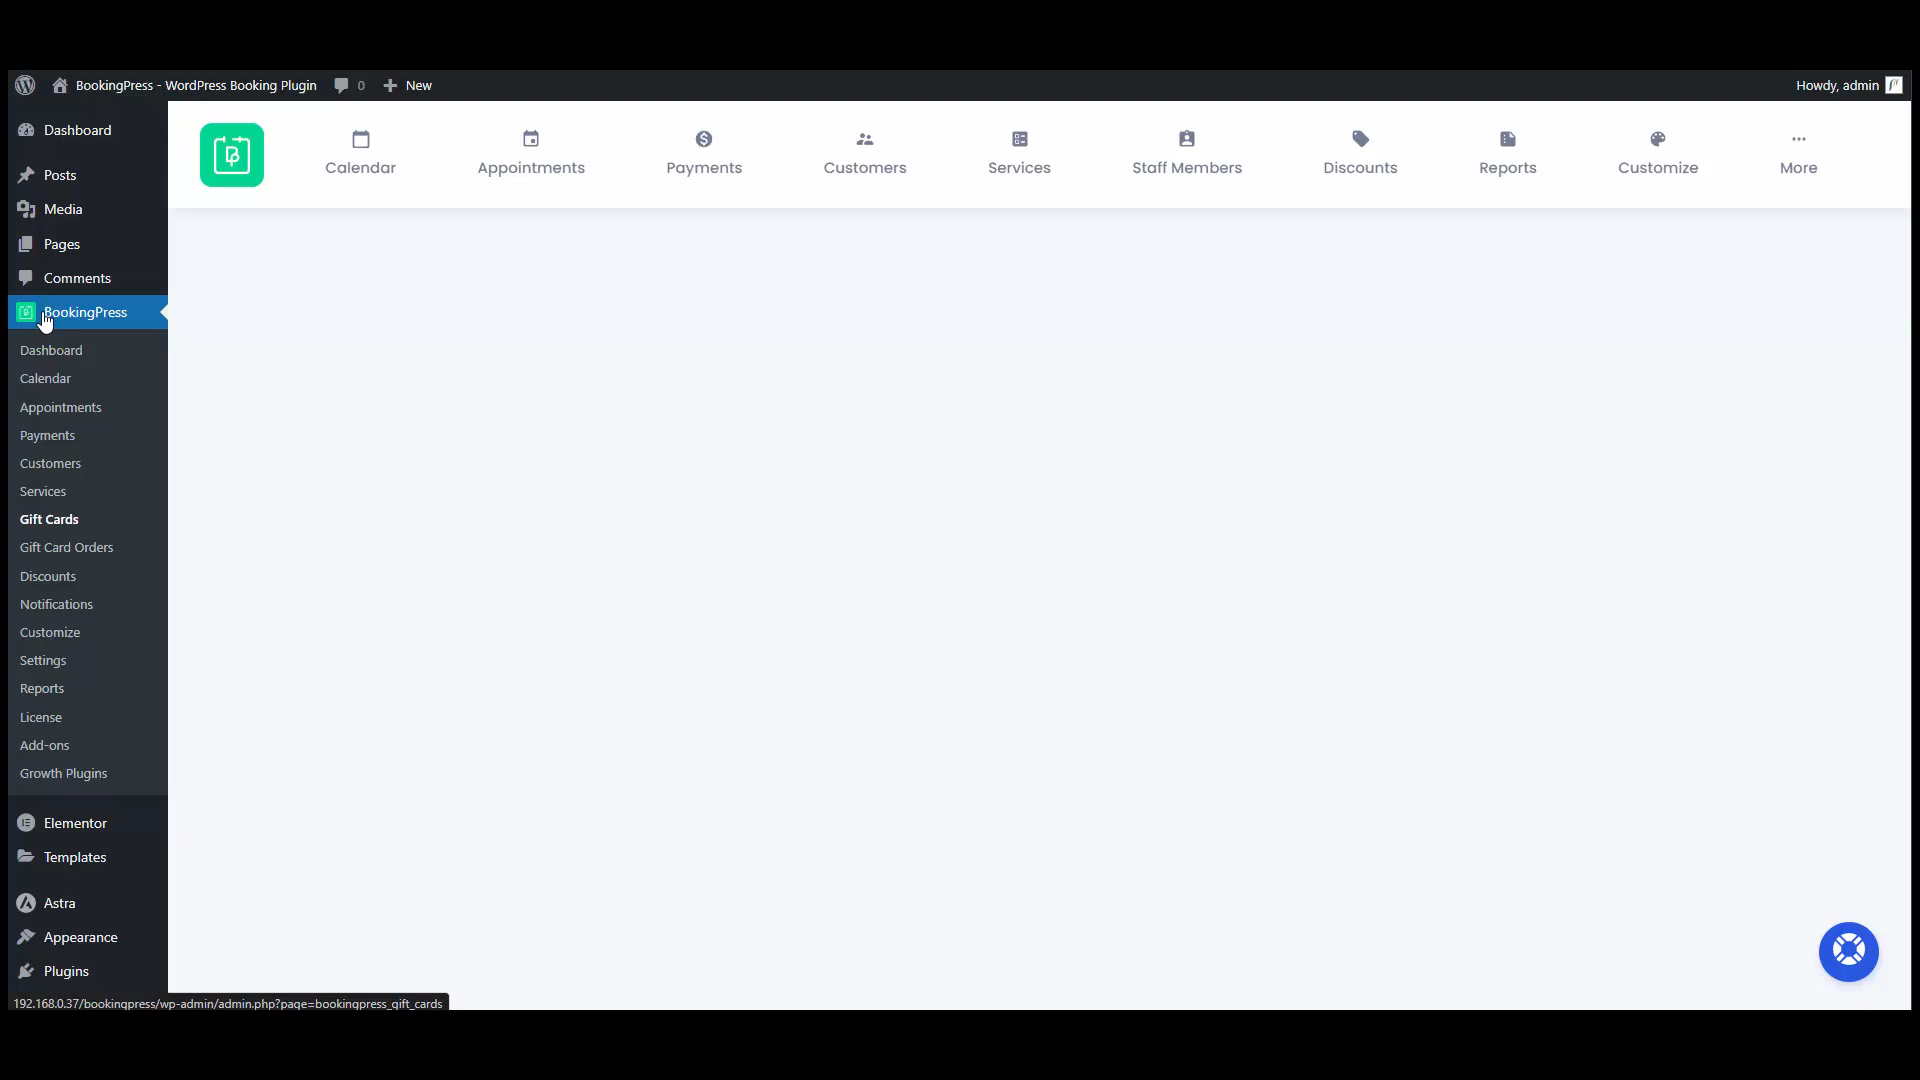 BookingPress - WordPress Booking Plugin 0 New Howdy, admin
Dashboard
Posts
Media
Pages
Comments
BookingPress
Dashboard
Calendar
Appointments
Payments
Customers
Services
Gift Cards
Gift Card Orders
Discounts
Notifications
Customize
Settings
Reports
License
Add-ons
Growth Plugins
Elementor
Templates
Astra
Appearance
Plugins
Calendar Appointments Payments Customers Services Staff Members Discounts Reports Customize More
192.168.0.37/bookingpress/wp-admin/admin.php?page=bookingpress_gift_cards